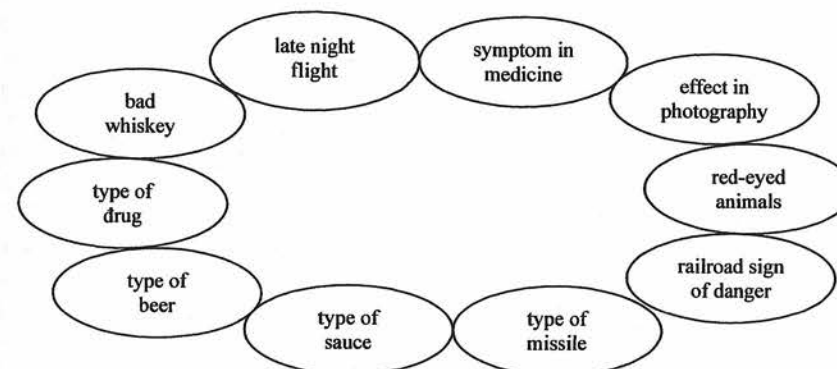 late night
flight
symptom in
medicine
effect in
photography
red-eyed
animals
railroad sign
of danger
type of
missile
type of
sauce
type of
beer
type of
drug
bad
whiskey